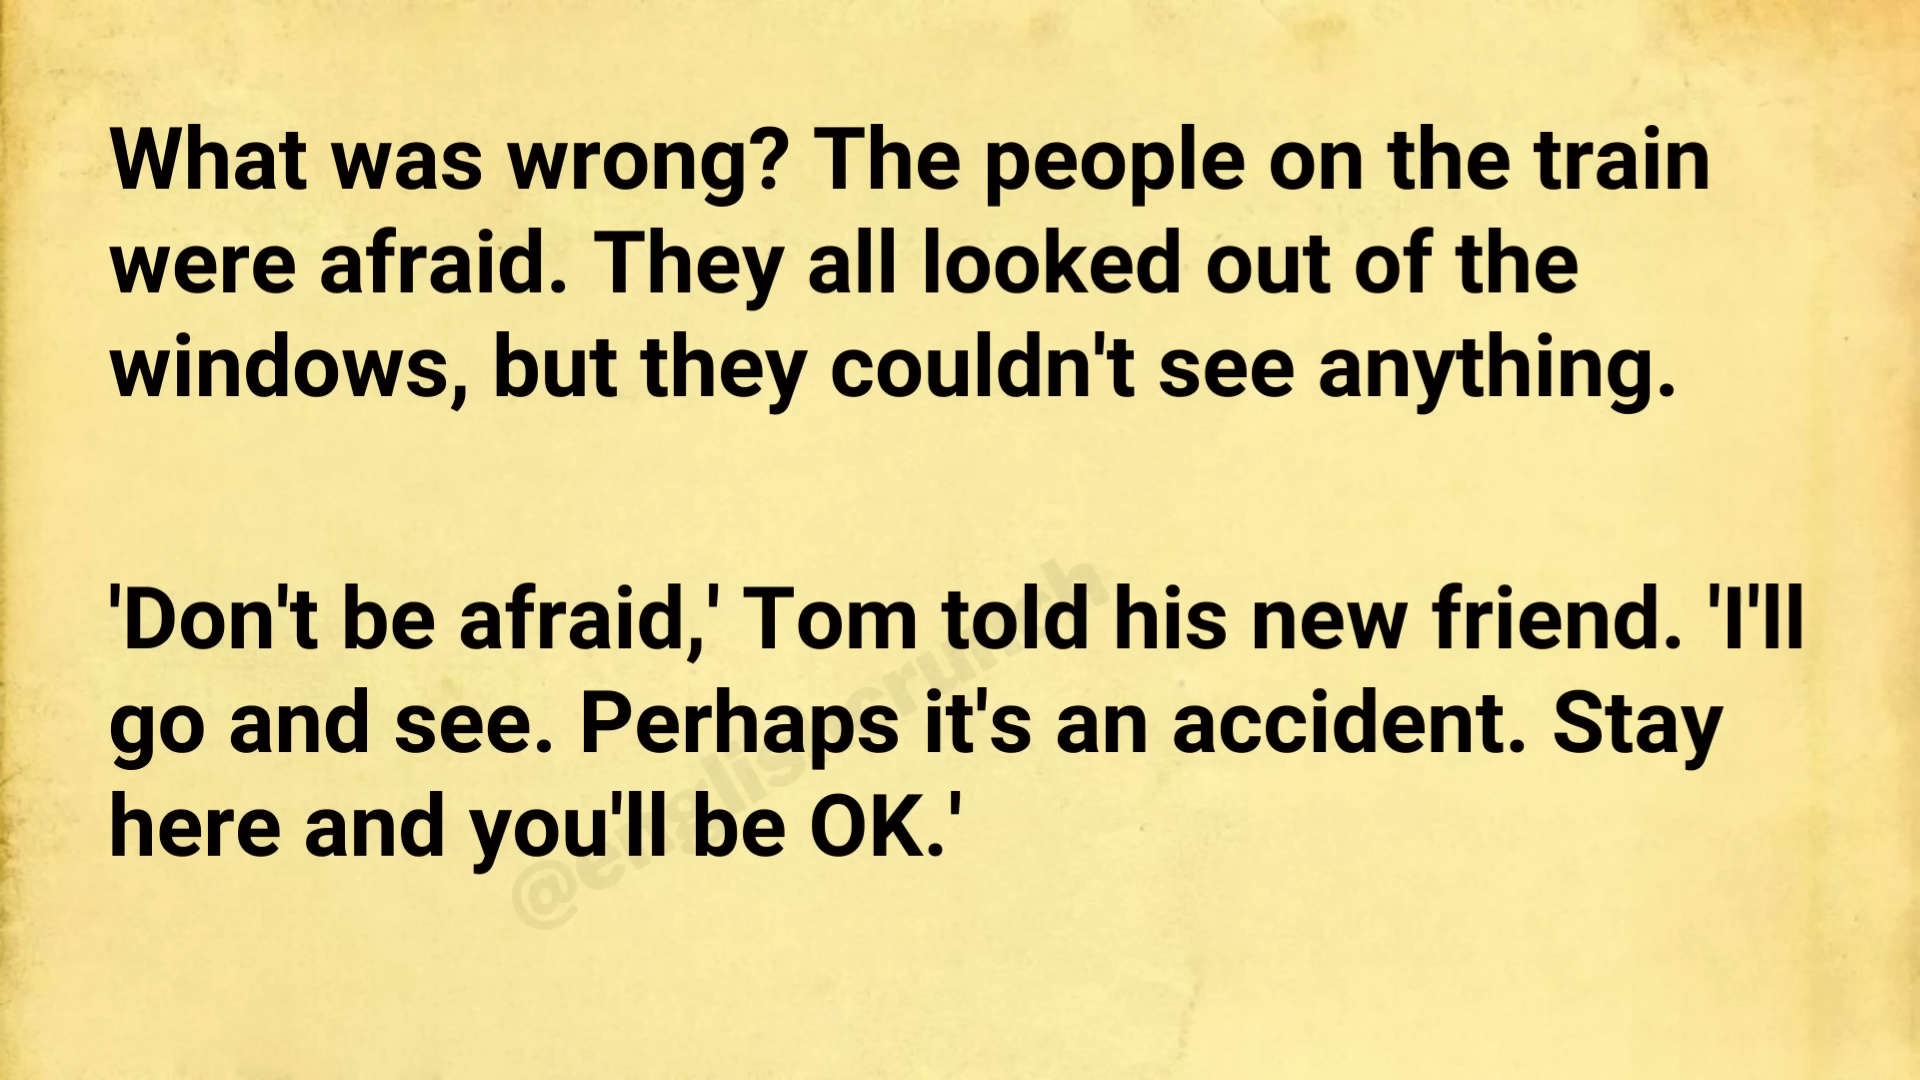 What was wrong? The people on the train
were afraid. They all looked out of the
windows, but they couldn't see anything.
'Don't be afraid,' Tom told his new friend. 'I'll
go and see. Perhaps it's an accident. Stay
here and you'll be OK.'
@english.crunch